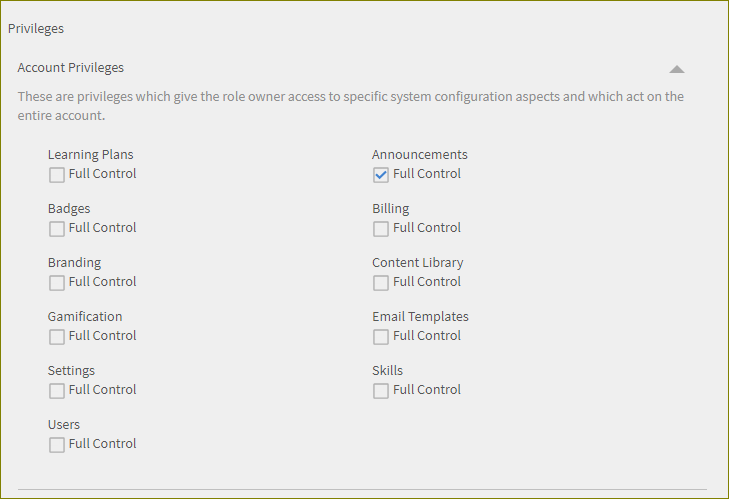 Privileges
Account Privileges
These are privileges which give the role owner access to specific system configuration aspects and which act on the
entire account.
Learning Plans
Full Control
Announcements
Full Control
Badges
Full Control
Billing
Full Control
Branding
Full Control
Content Library
Full Control
Gamification
Full Control
Email Templates
Full Control
Settings
Full Control
Skills
Full Control
Users
Full Control